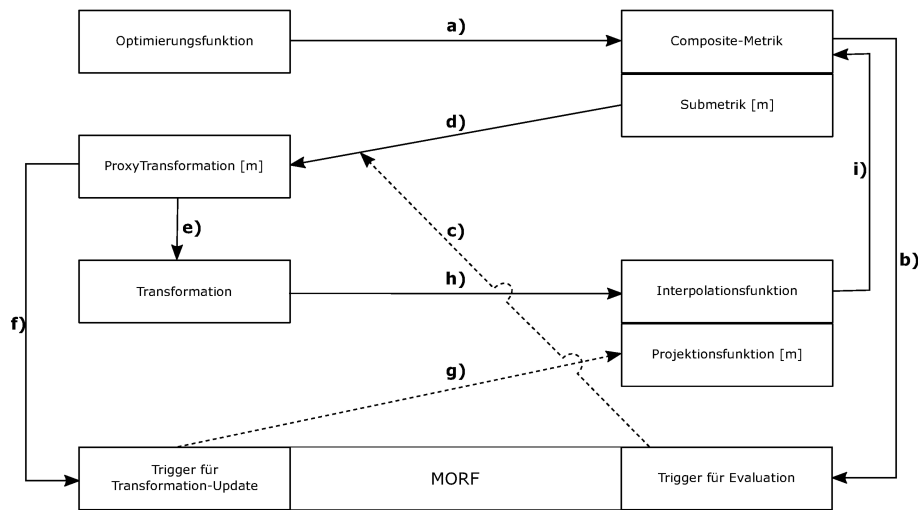 Optimierungsfunktion
a)
Composite-Metrik
Submetrik [m]
d)
ProxyTransformation [m]
i)
e)
c)
b)
Transformation
h)
Interpolationsfunktion
f)
Projektionsfunktion [m]
g)
Trigger für
Transformation-Update
MORF
Trigger für Evaluation